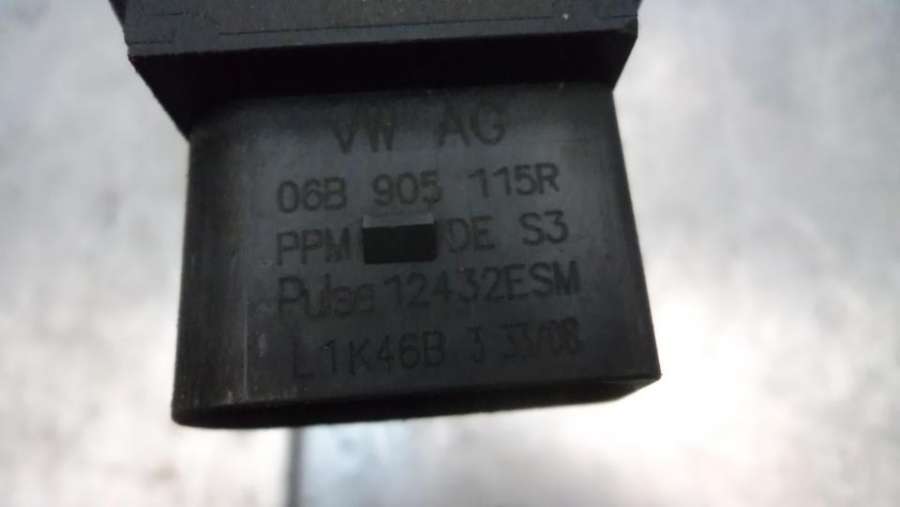 VW AG
06B 905 115R
PPM DE S3
Pulse 12432ESM
L1K46B 3 33/08